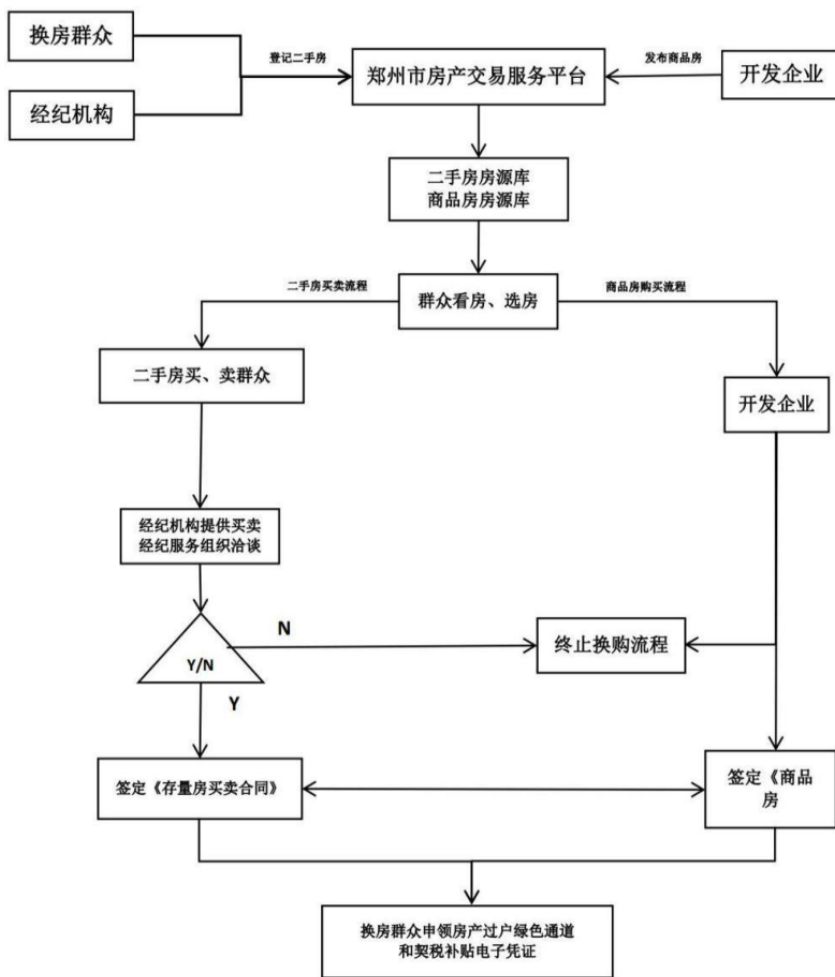 换房群众
登记二手房
郑州市房产交易服务平台
发布商品房
开发企业
经纪机构
二手房房源库
商品房房源库
二手房买卖流程
群众看房、选房
商品房购买流程
二手房买、卖群众
开发企业
经纪机构提供买卖
经纪服务组织洽谈
N
终止换购流程
Y/N
Y
签定《存量房买卖合同》
签定《商品
房
换房群众申领房产过户绿色通道
和契税补贴电子凭证